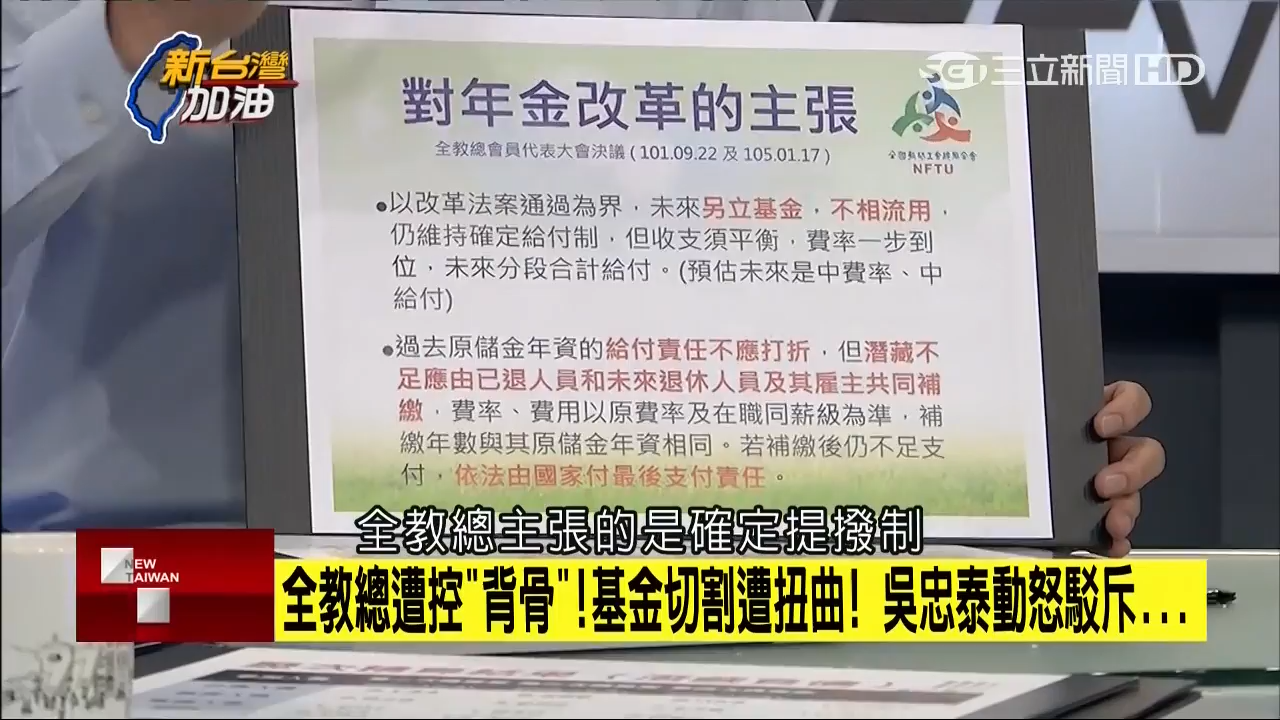 新台灣
加油
三立新聞HD
對年金改革的主張
全教總會員代表大會決議 ( 101.09.22 及 105.01.17 )
全國教師工會總聯合會
NFTU
●以改革法案通過為界，未來另立基金，不相流用，
仍維持確定給付制，但收支須平衡，費率一步到
位，未來分段合計給付。(預估未來是中費率、中
給付)
●過去原儲金年資的給付責任不應打折，但潛藏不
足應由已退人員和未來退休人員及其雇主共同補
繳，費率、費用以原費率及在職同薪級為準，補
繳年數與其原儲金年資相同。若補繳後仍不足支
付，依法由國家付最後支付責任。
全教總主張的是確定提撥制
NEW
TAIWAN
全教總遭控"背骨"!基金切割遭扭曲! 吳忠泰動怒駁斥...